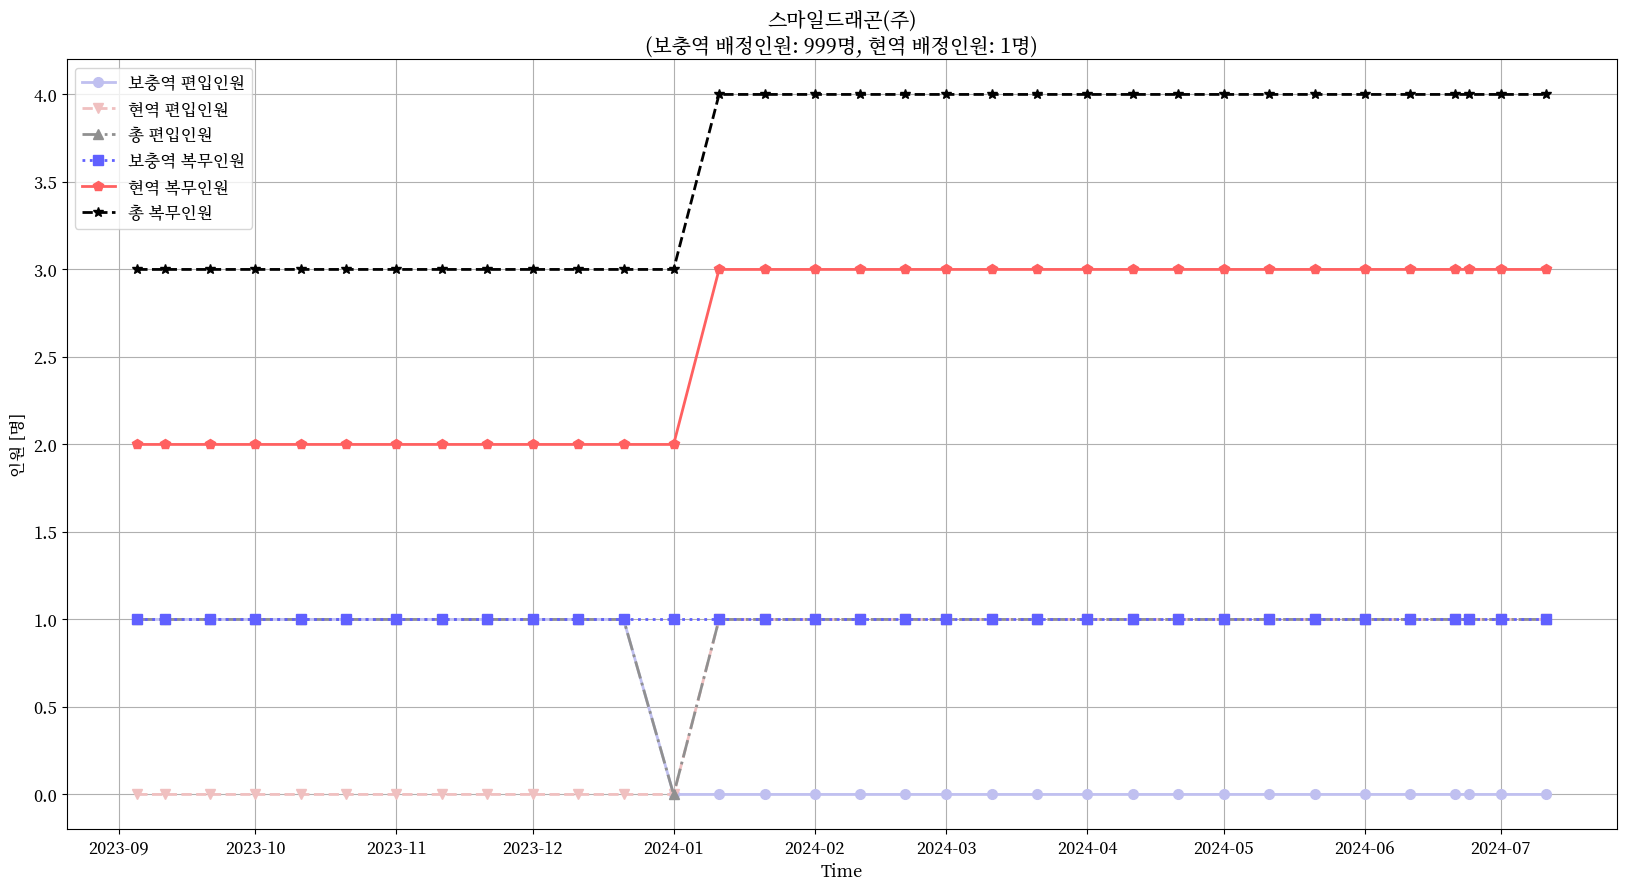 스마일드래곤(주)
(보충역 배정인원: 999명, 현역 배정인원: 1명)
보충역 편입인원
현역 편입인원
총 편입인원
보충역 복무인원
현역 복무인원
총 복무인원
4.0
3.5
3.0
2.5
2.0
1.5
1.0
0.5
0.0
인원 [명]
2023-09 2023-10 2023-11 2023-12 2024-01 2024-02 2024-03 2024-04 2024-05 2024-06 2024-07
Time